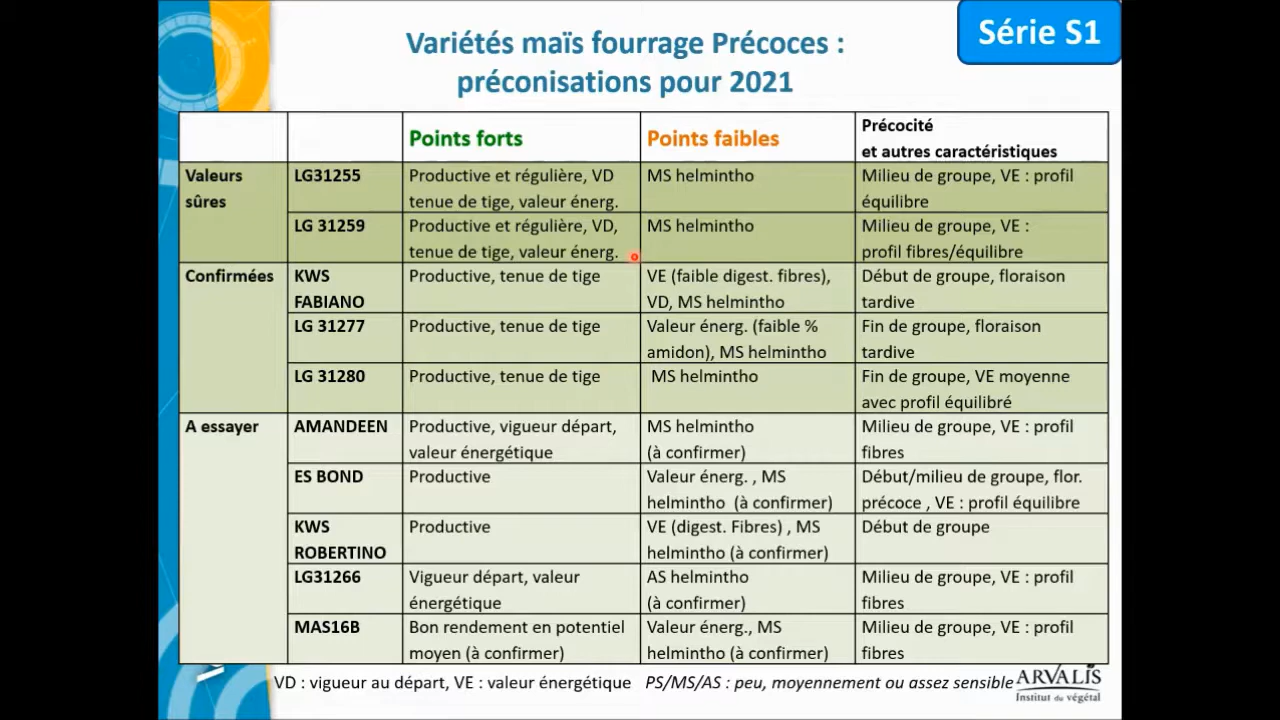 Série S1
Variétés maïs fourrage Précoces :
préconisations pour 2021
Points forts
Points faibles
Précocité
et autres caractéristiques
Valeurs
sûres
LG31255
Productive et régulière, VD
tenue de tige, valeur énerg.
MS helmintho
Milieu de groupe, VE : profil
équilibre
LG 31259
Productive et régulière, VD,
tenue de tige, valeur énerg.
MS helmintho
Milieu de groupe, VE :
profil fibres/équilibre
Confirmées
KWS
FABIANO
Productive, tenue de tige
VE (faible digest. fibres),
VD, MS helmintho
Début de groupe, floraison
tardive
LG 31277
Productive, tenue de tige
Valeur énerg. (faible %
amidon), MS helmintho
Fin de groupe, floraison
tardive
LG 31280
Productive, tenue de tige
MS helmintho
Fin de groupe, VE moyenne
avec profil équilibré
A essayer
AMANDEEN
Productive, vigueur départ,
valeur énergétique
MS helmintho
(à confirmer)
Milieu de groupe, VE : profil
fibres
ES BOND
Productive
Valeur énerg. , MS
helmintho (à confirmer)
Début/milieu de groupe, flor.
précoce , VE : profil équilibre
KWS
ROBERTINO
Productive
VE (digest. Fibres) , MS
helmintho (à confirmer)
Début de groupe
LG31266
Vigueur départ, valeur
énergétique
AS helmintho
(à confirmer)
Milieu de groupe, VE : profil
fibres
MAS16B
Bon rendement en potentiel
moyen (à confirmer)
Valeur énerg., MS
helmintho (à confirmer)
Milieu de groupe, VE : profil
fibres
VD : vigueur au départ, VE : valeur énergétique PS/MS/AS : peu, moyennement ou assez sensible
ARVALIS
Institut du végétal